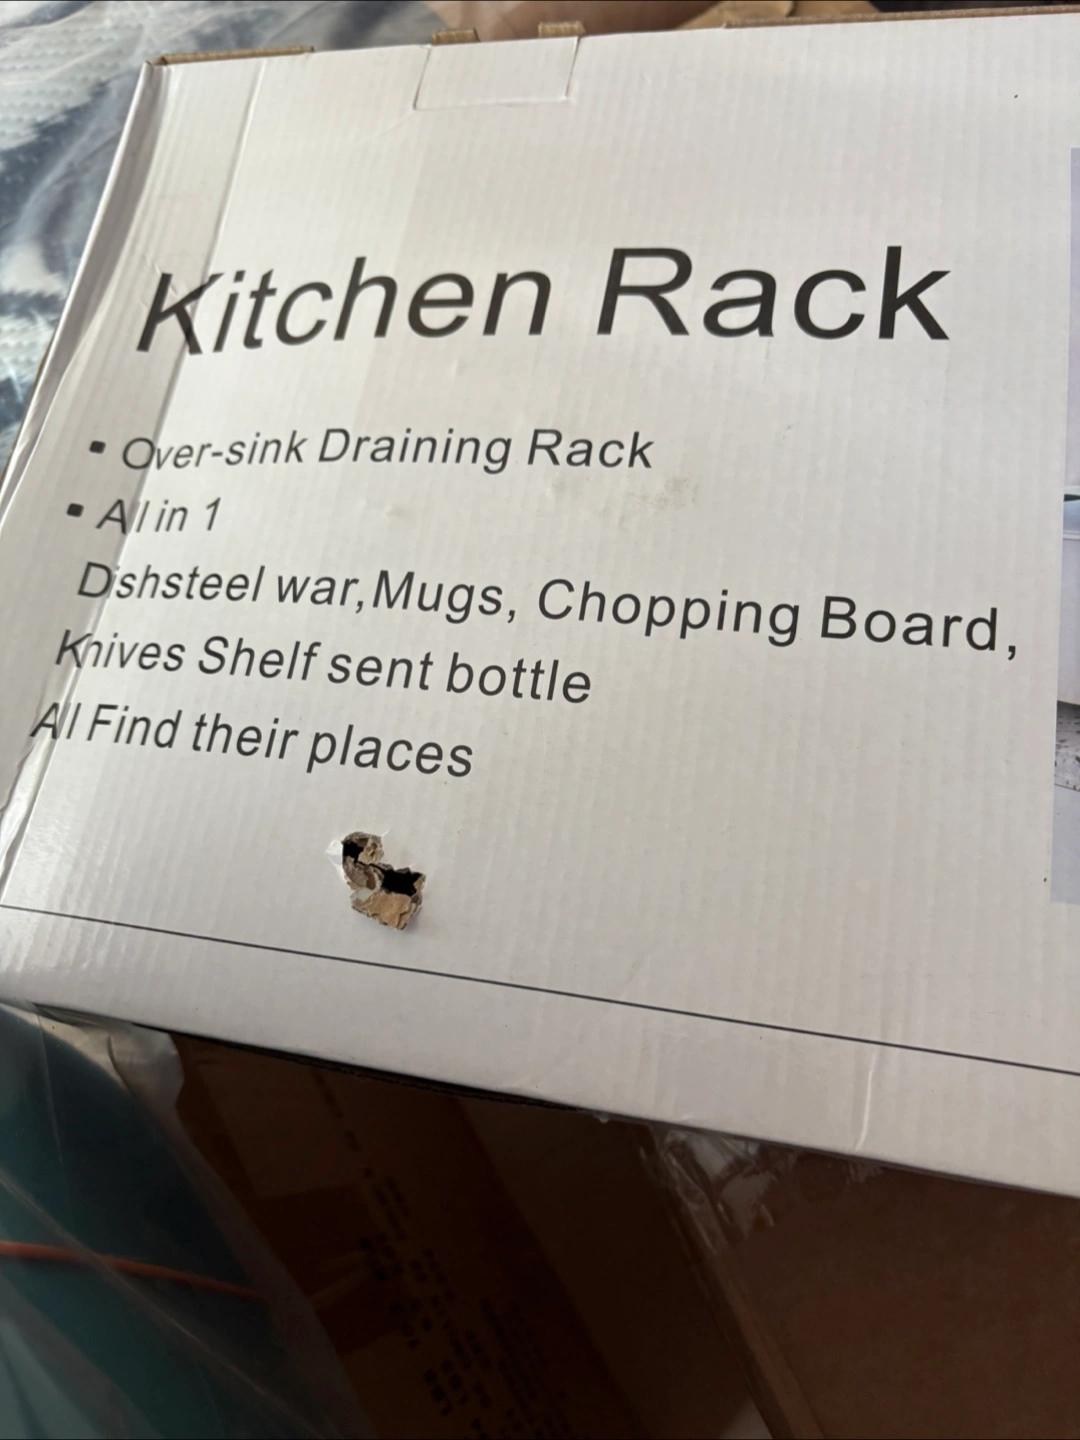 Kitchen Rack
▪ Over-sink Draining Rack
▪ All in 1
Dshsteel war,Mugs, Chopping Board,
Knives Shelf sent bottle
All Find their places